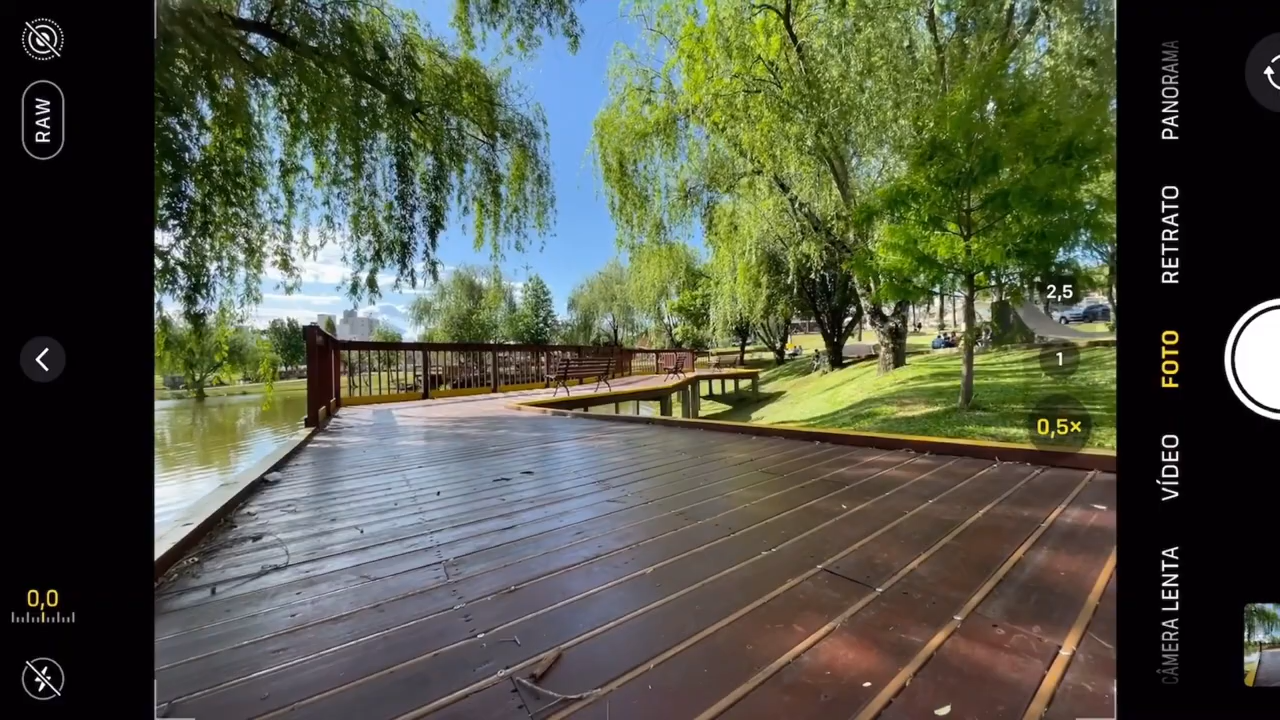 RAW
0,0
2,5
1
0,5×
PANORAMA
RETRATO
FOTO
VÍDEO
CÂMERA LENTA